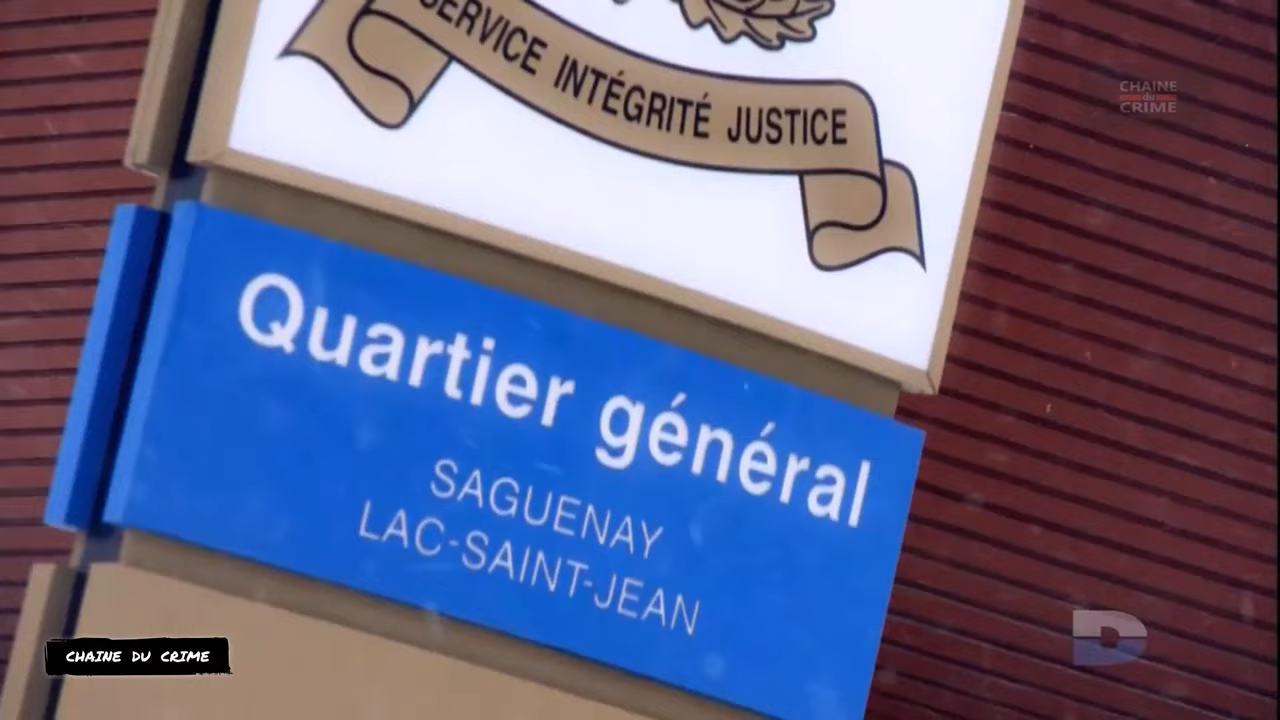 SERVICE INTÉGRITÉ JUSTICE
CHAINE
du
CRIME
Quartier général
SAGUENAY
LAC-SAINT-JEAN
CHAINE DU CRIME
D